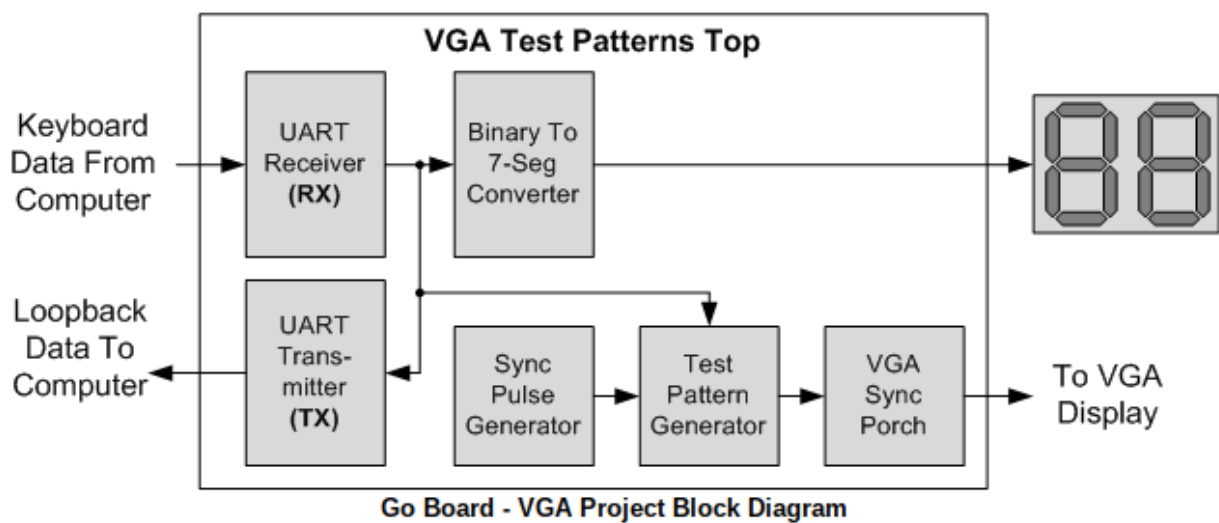 VGA Test Patterns Top
Keyboard
Data From
Computer
UART
Receiver
(RX)
Binary To
7-Seg
Converter
Loopback
Data To
Computer
UART
Trans-
mitter
(TX)
Sync
Pulse
Generator
Test
Pattern
Generator
VGA
Sync
Porch
To VGA
Display
Go Board - VGA Project Block Diagram